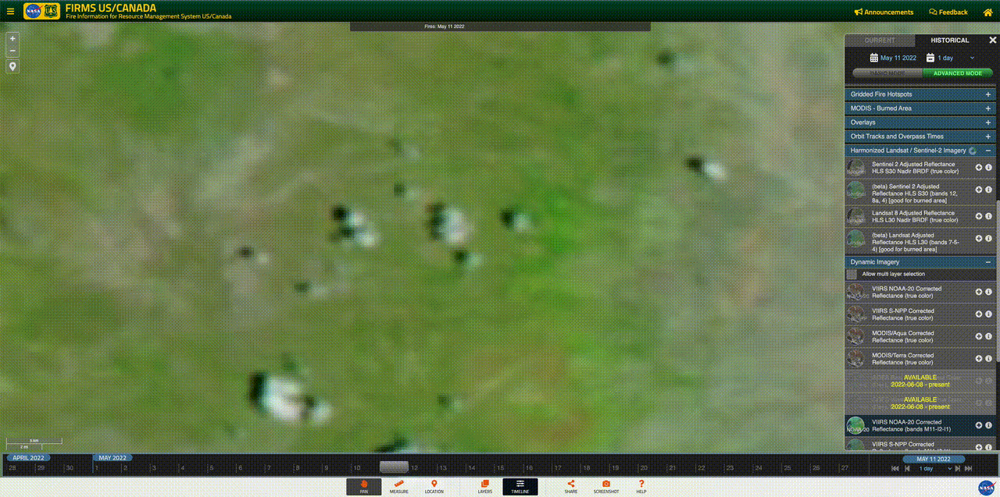 NASA
FIRMS US/CANADA
Fire Information for Resource Management System US/Canada
Announcements
Feedback
Fires: May 11 2022
+
−
CURRENT
HISTORICAL
May 11 2022
1 day
BASIC MODE
ADVANCED MODE
Gridded Fire Hotspots
MODIS - Burned Area
Overlays
Orbit Tracks and Overpass Times
Harmonized Landsat / Sentinel-2 Imagery
Sentinel 2 Adjusted Reflectance
HLS S30 Nadir BRDF (true color)
(beta) Sentinel 2 Adjusted
Reflectance HLS S30 (bands 12,
8a, 4) [good for burned area]
Landsat 8 Adjusted Reflectance
HLS L30 Nadir BRDF (true color)
(beta) Landsat Adjusted
Reflectance HLS L30 (bands 7-5-
4) [good for burned area]
Dynamic Imagery
Allow multi layer selection
VIIRS NOAA-20 Corrected
Reflectance (true color)
VIIRS S-NPP Corrected
Reflectance (true color)
MODIS/Aqua Corrected
Reflectance (true color)
MODIS/Terra Corrected
Reflectance (true color)
AVAILABLE
2022-06-08 - present
AVAILABLE
2022-06-08 - present
NOAA-20
VIIRS NOAA-20 Corrected
Reflectance (bands M11-I2-I1)
VIIRS S-NPP Corrected
5 km
2 mi
APRIL 2022
MAY 2022
MAY 11 2022
28 29 30 1 2 3 4 5 6 7 8 9 10 12 13 14 15 16 17 18 19 20 21 22 23 24 25 26 27
1 day
PAN
MEASURE
LOCATION
LAYERS
TIMELINE
SHARE
SCREENSHOT
HELP
NASA